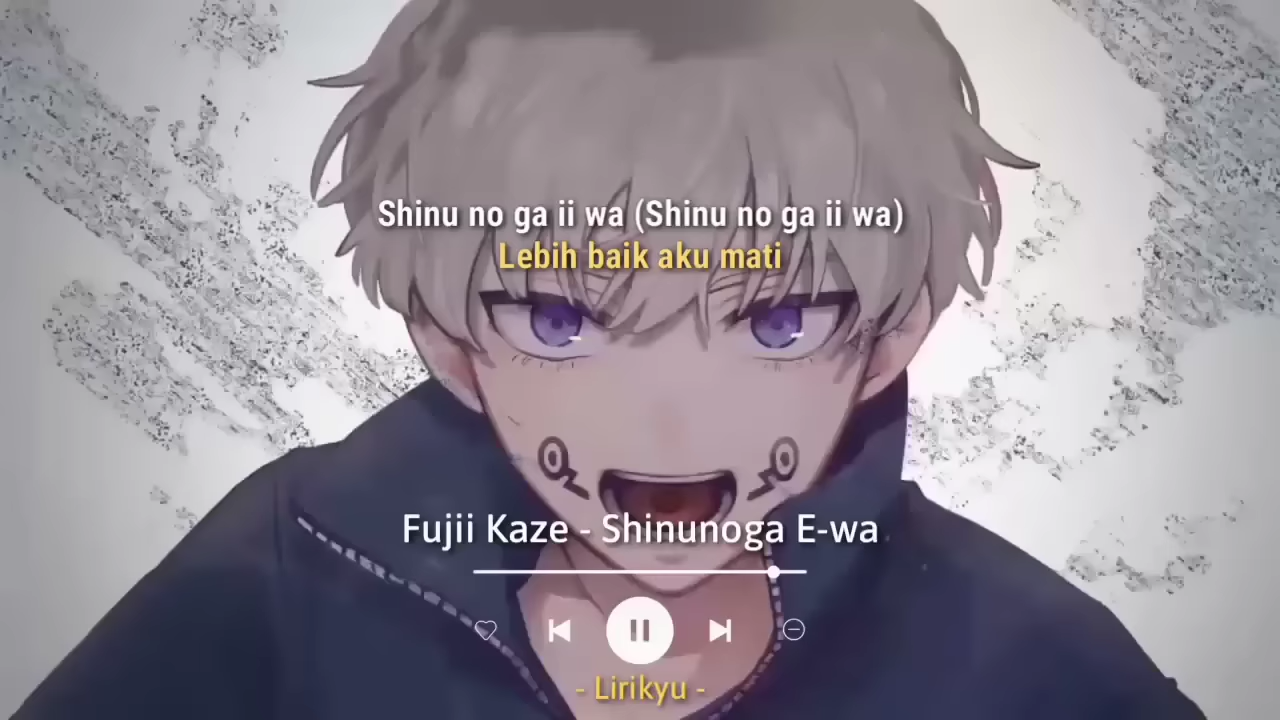 Shinu no ga ii wa (Shinu no ga ii wa)
Lebih baik aku mati
Fujii Kaze - Shinunoga E-wa
- Lirikyu -